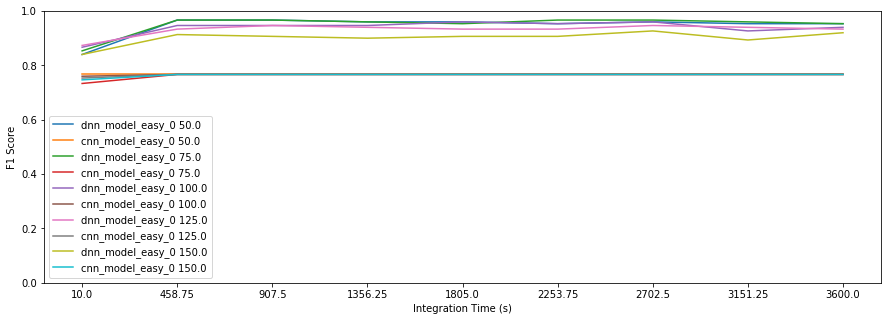 1.0
0.8
0.6
0.4
0.2
0.0
F1 Score
dnn_model_easy_0 50.0
cnn_model_easy_0 50.0
dnn_model_easy_0 75.0
cnn_model_easy_0 75.0
dnn_model_easy_0 100.0
cnn_model_easy_0 100.0
dnn_model_easy_0 125.0
cnn_model_easy_0 125.0
dnn_model_easy_0 150.0
cnn_model_easy_0 150.0
10.0 458.75 907.5 1356.25 1805.0 2253.75 2702.5 3151.25 3600.0
Integration Time (s)